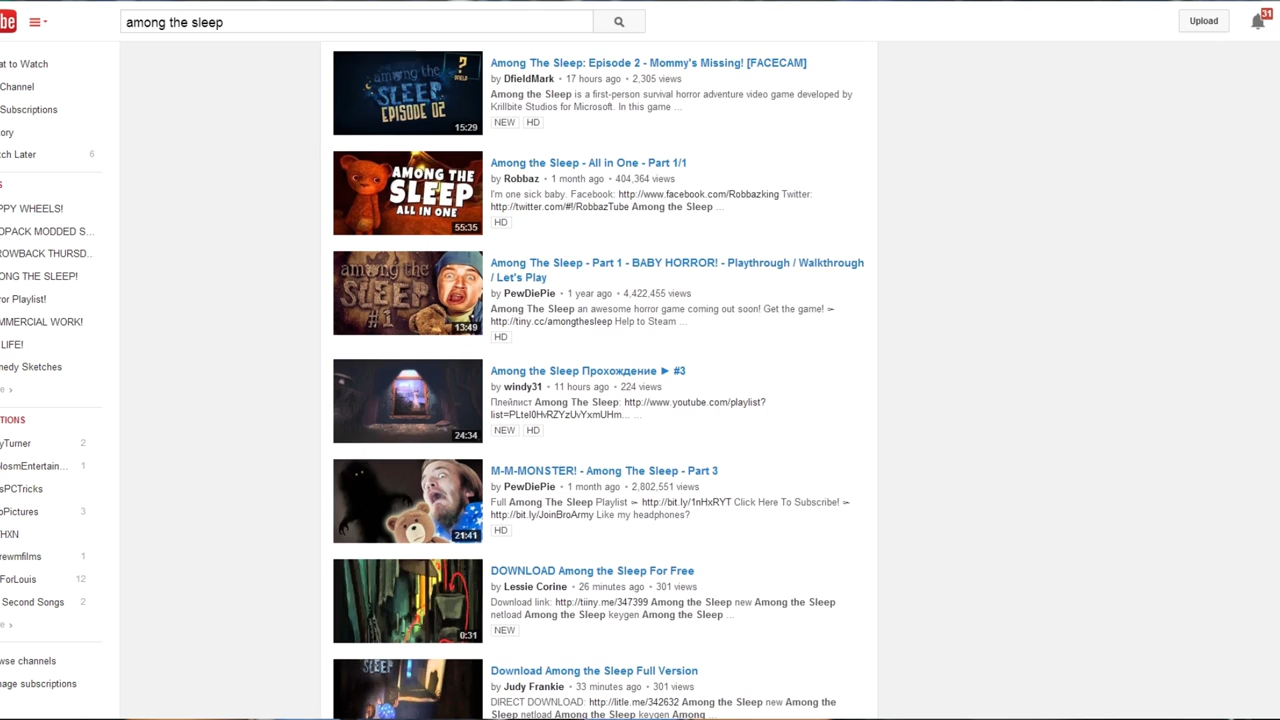 be
among the sleep
Upload
31
at to Watch
Channel
Subscriptions
ory
tch Later 6
S
PPY WHEELS!
DPACK MODDED S...
ROWBACK THURSD...
ONG THE SLEEP!
or Playlist!
MMERCIAL WORK!
LIFE!
nedy Sketches
e >
TIONS
yTurner 2
losmEntertain... 1
sPCTricks
oPictures 3
/HXN
rewmfilms 1
ForLouis 12
Second Songs 2
e >
wse channels
nage subscriptions
among the
SLEEP
EPISODE 02
?
DFIELD
15:29
Among The Sleep: Episode 2 - Mommy's Missing! [FACECAM]
by DfieldMark • 17 hours ago • 2,305 views
Among the Sleep is a first-person survival horror adventure video game developed by
Krillbite Studios for Microsoft. In this game ...
NEW HD
AMONG THE
SLEEP
ALL IN ONE
55:35
Among the Sleep - All in One - Part 1/1
by Robbaz • 1 month ago • 404,364 views
I'm one sick baby. Facebook: http://www.facebook.com/Robbazking Twitter:
http://twitter.com/#!/RobbazTube Among the Sleep ...
HD
among the
SLEEP
#1
13:49
Among The Sleep - Part 1 - BABY HORROR! - Playthrough / Walkthrough
/ Let's Play
by PewDiePie • 1 year ago • 4,422,455 views
Among The Sleep an awesome horror game coming out soon! Get the game! ➣
http://tiny.cc/amongthesleep Help to Steam ...
HD
24:34
Among the Sleep Прохождение ► #3
by windy31 • 11 hours ago • 224 views
Плейлист Among The Sleep: http://www.youtube.com/playlist?
list=PLtel0HvRZYzUvYxmUHm... ...
NEW HD
21:41
M-M-MONSTER! - Among The Sleep - Part 3
by PewDiePie • 1 month ago • 2,802,551 views
Full Among The Sleep Playlist ➣ http://bit.ly/1nHxRYT Click Here To Subscribe! ➣
http://bit.ly/JoinBroArmy Like my headphones?
HD
0:31
DOWNLOAD Among the Sleep For Free
by Lessie Corine • 26 minutes ago • 301 views
Download link: http://tiiny.me/347399 Among the Sleep new Among the Sleep
netload Among the Sleep keygen Among the Sleep ...
NEW
SLEEP
Download Among the Sleep Full Version
by Judy Frankie • 33 minutes ago • 301 views
DIRECT DOWNLOAD: http://litle.me/342632 Among the Sleep new Among the
Sleep netload Among the Sleep keygen Among ...